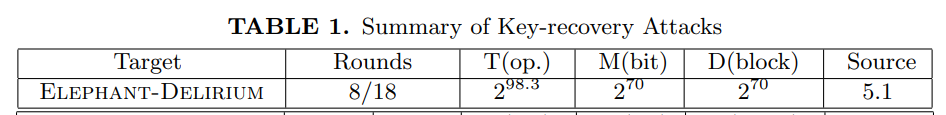 TABLE 1. Summary of Key-recovery Attacks
Target Rounds T(op.) M(bit) D(block) Source
ELEPHANT-DELIRIUM 8/18 2^98.3 2^70 2^70 5.1